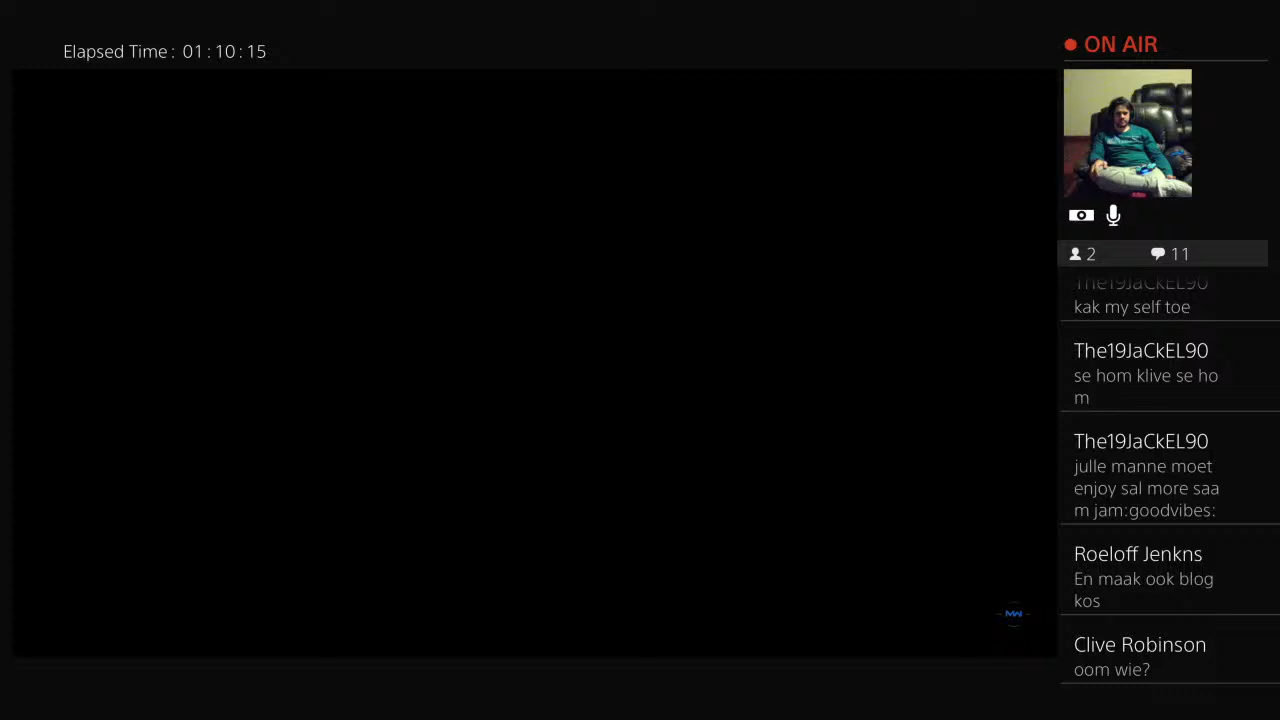 Elapsed Time: 01:10:15
ON AIR
2
11
The19JaCkEL90
kak my self toe
The19JaCkEL90
se hom klive se ho
m
The19JaCkEL90
julle manne moet
enjoy sal more saa
m jam:goodvibes:
Roeloff Jenkns
En maak ook blog
kos
Clive Robinson
oom wie?
MW